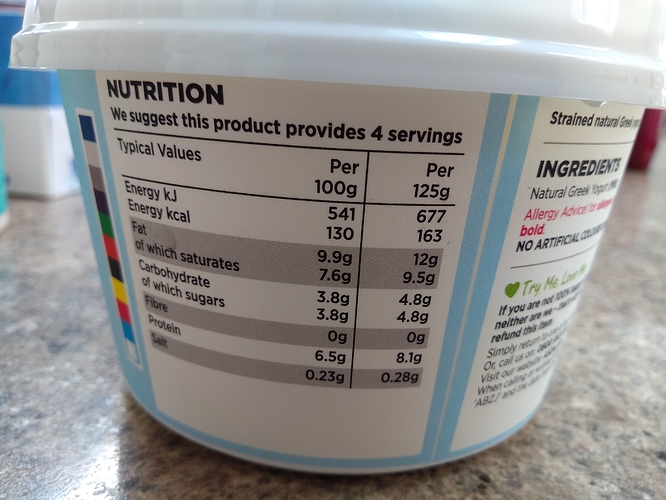 NUTRITION
We suggest this product provides 4 servings
Typical Values Per 100g Per 125g
Energy kJ 541 677
Energy kcal 130 163
Fat 9.9g 12g
of which saturates 7.6g 9.5g
Carbohydrate 3.8g 4.8g
of which sugars 3.8g 4.8g
Fibre 0g 0g
Protein 6.5g 8.1g
Salt 0.23g 0.28g
Strained natural Greek
INGREDIENTS
Natural Greek Yogurt
Allergy Advice! for
bold.
NO ARTIFICIAL
Try Me, Love Me
If you are not 100%
neither are we -
refund this item.
Simply return
Or, call us on:
Visit our website
When calling
'ABZJ' and the